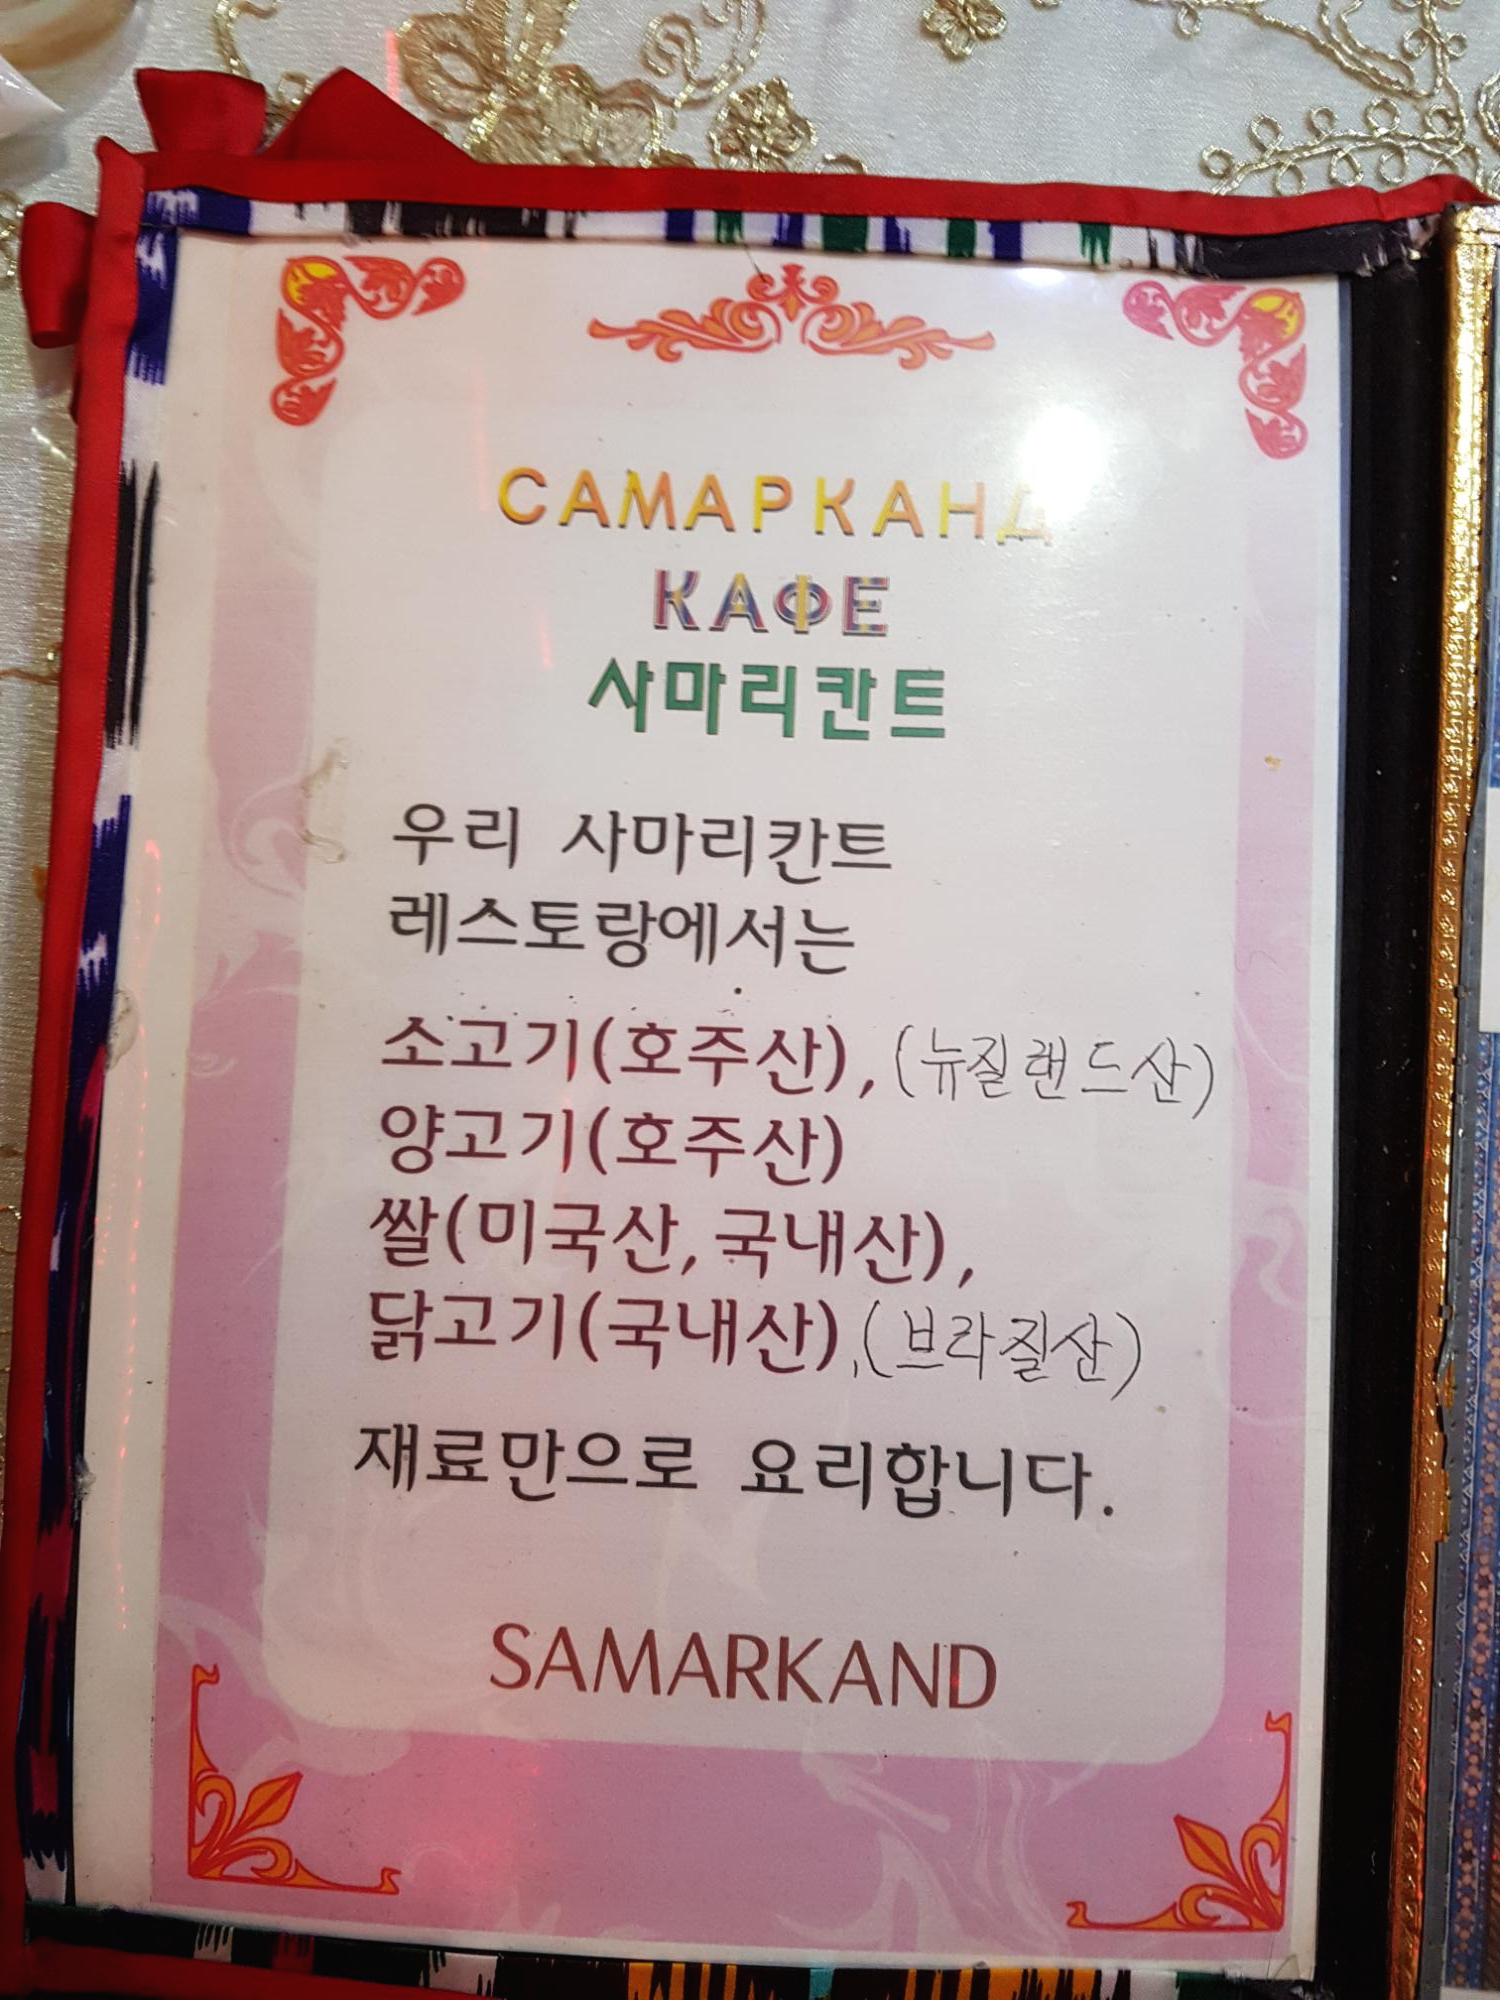 САМАРКАНД
КАФЕ
사마리칸트
우리 사마리칸트
레스토랑에서는
소고기(호주산), (뉴질랜드산)
양고기(호주산)
쌀(미국산, 국내산),
닭고기(국내산), (브라질산)
재료만으로 요리합니다.
SAMARKAND